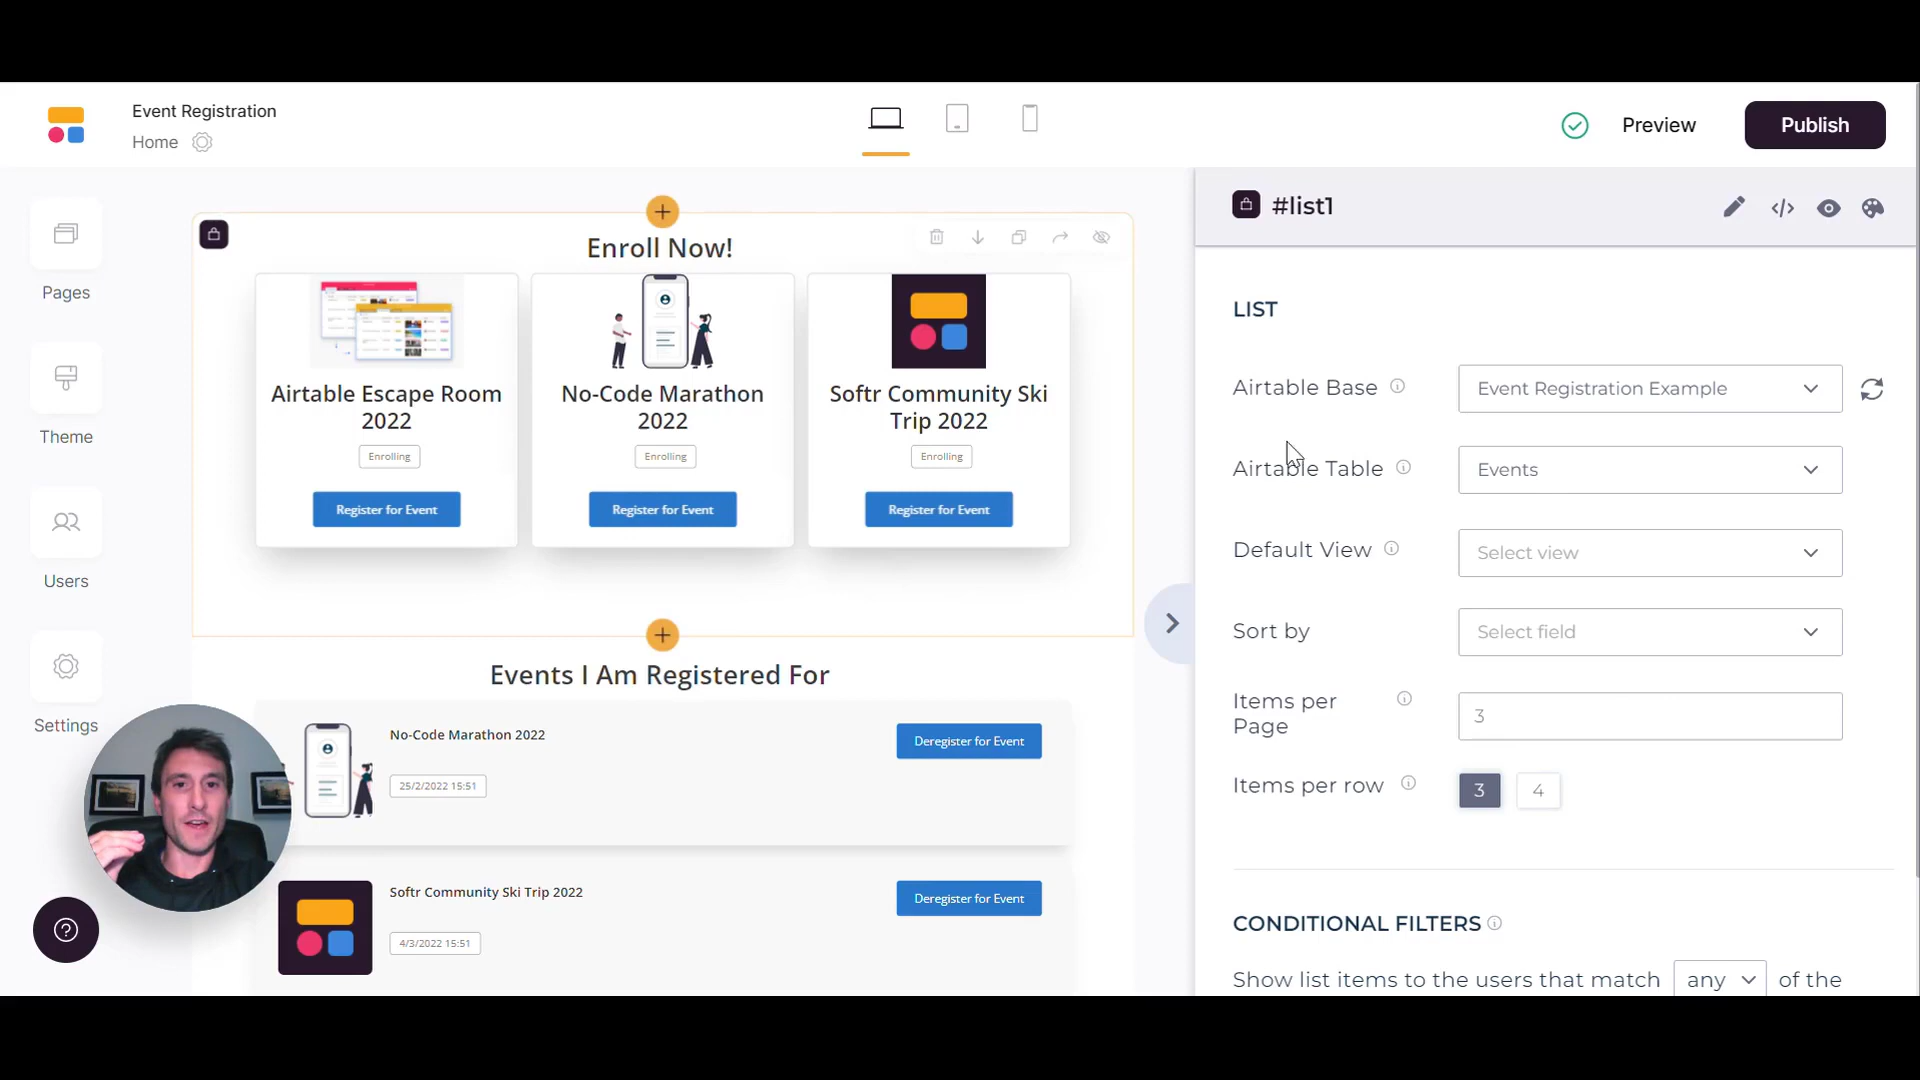 Event Registration
Home
Preview
Publish
Pages
Theme
Users
Settings
Enroll Now!
Airtable Escape Room
2022
Enrolling
Register for Event
No-Code Marathon
2022
Enrolling
Register for Event
Softr Community Ski
Trip 2022
Enrolling
Register for Event
Events I Am Registered For
No-Code Marathon 2022
25/2/2022 15:51
Deregister for Event
Softr Community Ski Trip 2022
4/3/2022 15:51
Deregister for Event
#list1
LIST
Airtable Base
Event Registration Example
Airtable Table
Events
Default View
Select view
Sort by
Select field
Items per
Page
3
Items per row
3
4
CONDITIONAL FILTERS
Show list items to the users that match any of the